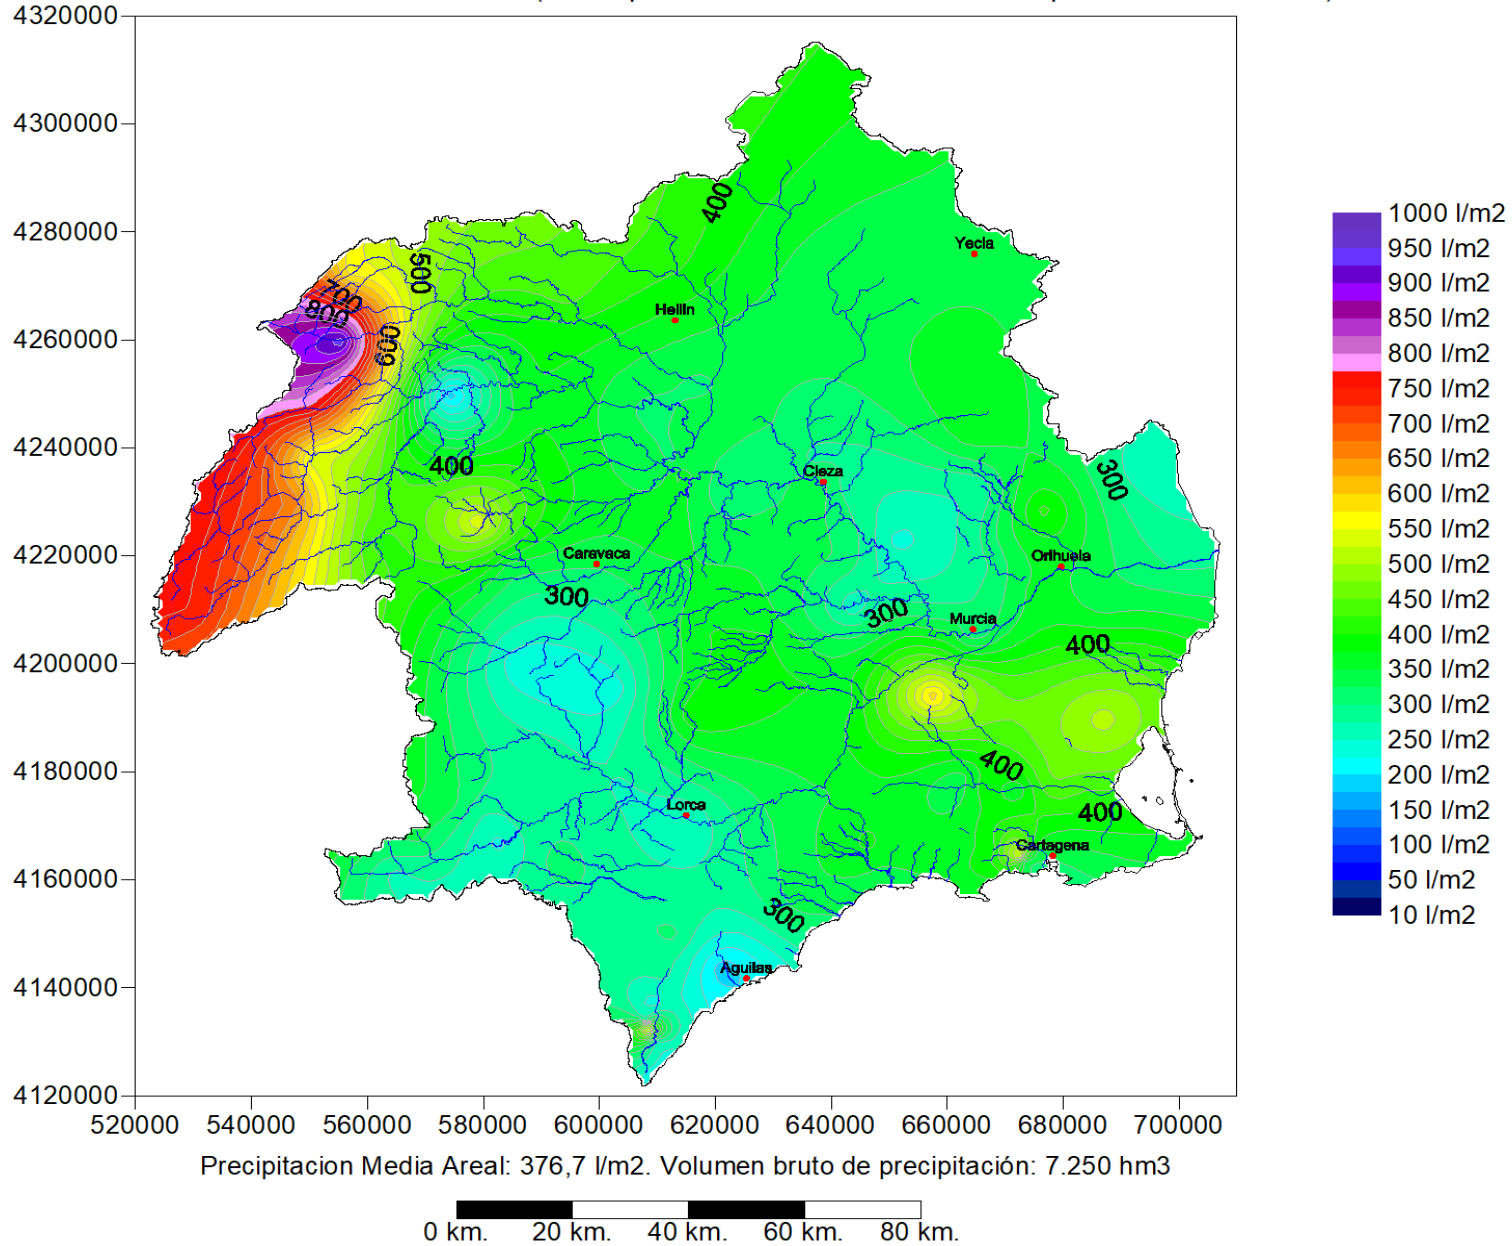 4320000
4300000
4280000
4260000
4240000
4220000
4200000
4180000
4160000
4140000
4120000
520000 540000 560000 580000 600000 620000 640000 660000 680000 700000
400
500
700
800
600
400
300
300
300
400
400
400
300
Yecla
Hellin
Cieza
Caravaca
Orihuela
Murcia
Lorca
Cartagena
Aguilas
1000 l/m2
950 l/m2
900 l/m2
850 l/m2
800 l/m2
750 l/m2
700 l/m2
650 l/m2
600 l/m2
550 l/m2
500 l/m2
450 l/m2
400 l/m2
350 l/m2
300 l/m2
250 l/m2
200 l/m2
150 l/m2
100 l/m2
50 l/m2
10 l/m2
Precipitacion Media Areal: 376,7 l/m2. Volumen bruto de precipitación: 7.250 hm3
0 km. 20 km. 40 km. 60 km. 80 km.